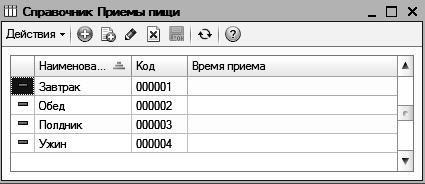 Справочник Приемы пищи
Действия
Наименова... Код Время приема
Завтрак 000001
Обед 000002
Полдник 000003
Ужин 000004